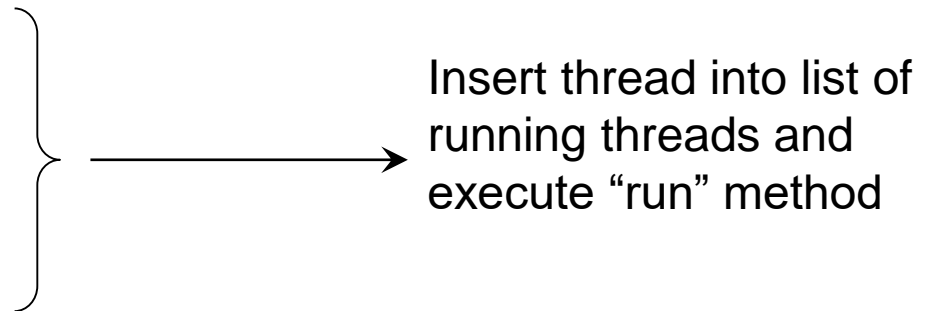 Insert thread into list of
running threads and
execute “run” method